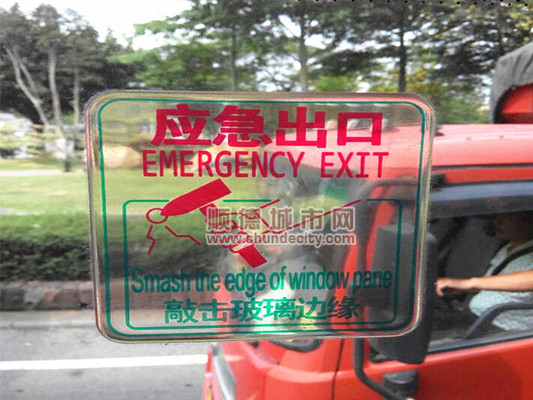 应急出口
EMERGENCY EXIT
顺德城市网
www.shundecity.com
Smash the edge of window pane
敲击玻璃边缘